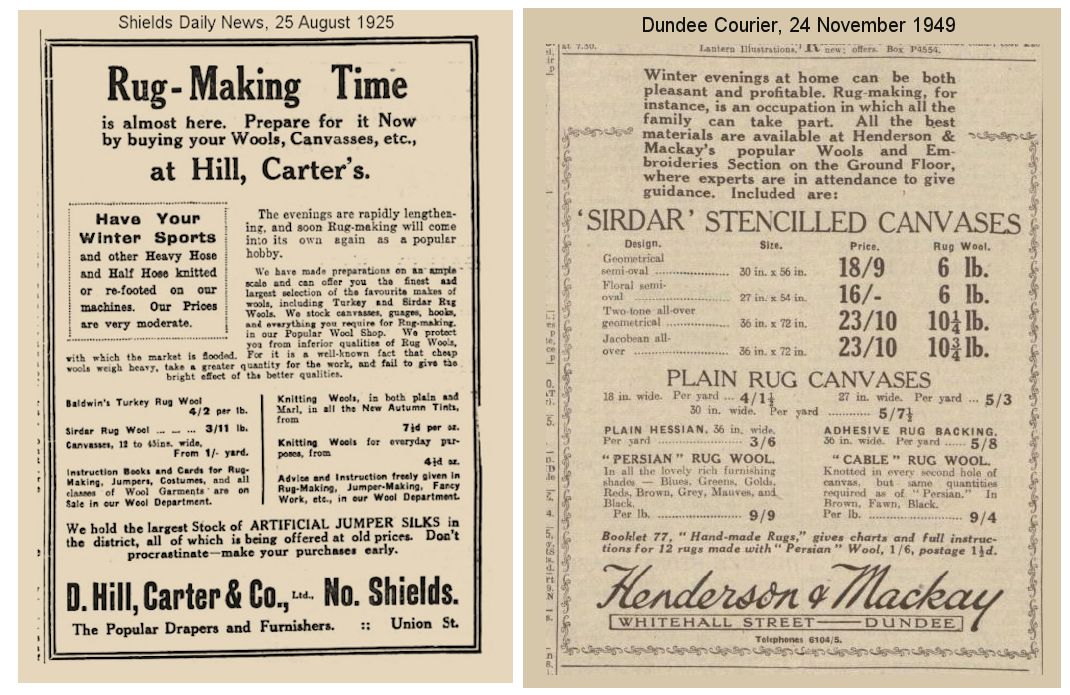 Shields Daily News, 25 August 1925
Rug-Making Time
is almost here. Prepare for it Now
by buying your Wools, Canvasses, etc.,
at Hill, Carter's.
Have Your
Winter Sports
and other Heavy Hose
and Half Hose knitted
or re-footed on our
machines. Our Prices
are very moderate.
The evenings are rapidly lengthen-
ing, and soon Rug-making will come
into its own again as a popular
hobby.
We have made preparations on an ample
scale and can offer you the finest and
largest selection of the favourite makes of
wools, including Turkey and Sirdar Rug
Wools. We stock canvasses, guages, hooks,
and everything you require for Rug-making,
in our Popular Wool Shop. We protect
you from inferior qualities of Rug Wools,
with which the market is flooded. For it is a well-known fact that cheap
wools weigh heavy, take a greater quantity for the work, and fail to give the
bright effect of the better qualities.
Baldwin's Turkey Rug Wool
4/2 per lb.
Sirdar Rug Wool ... ... ... 3/11 lb.
Canvasses, 12 to 45ins. wide,
From 1/- yard.
Instruction Books and Cards for Rug-
Making, Jumpers, Costumes, and all
classes of Wool Garments are on
Sale in our Wool Department.
Knitting Wools, in both plain and
Marl, in all the New Autumn Tints,
from
7½d per oz.
Knitting Wools for everyday pur-
poses, from
4½d oz.
Advice and Instruction freely given in
Rug-Making, Jumper-Making, Fancy
Work, etc., in our Wool Department.
We hold the largest Stock of ARTIFICIAL JUMPER SILKS in
the district, all of which is being offered at old prices. Don't
procrastinate—make your purchases early.
D. Hill, Carter & Co., Ltd., No. Shields.
The Popular Drapers and Furnishers. :: Union St.
Dundee Courier, 24 November 1949
at 7.30. Lantern Illustrations. R new; offers. Box P4554.
Winter evenings at home can be both
pleasant and profitable. Rug-making, for
instance, is an occupation in which all the
family can take part. All the best
materials are available at Henderson &
Mackay's popular Wools and Em-
broideries Section on the Ground Floor,
where experts are in attendance to give
guidance. Included are:
'SIRDAR' STENCILLED CANVASES
Design. Size. Price. Rug Wool.
Geometrical
semi-oval .................. 30 in. x 56 in. 18/9 6 lb.
Floral semi-
oval ........................ 27 in. x 54 in. 16/- 6 lb.
Two-tone all-over
geometrical .................. 36 in. x 72 in. 23/10 10¼ lb.
Jacobean all-
over ........................ 36 in. x 72 in. 23/10 10¾ lb.
PLAIN RUG CANVASES
18 in. wide. Per yard ... 4/1½ 27 in. wide. Per yard ... 5/3
30 in. wide. Per yard ............ 5/7½
PLAIN HESSIAN, 36 in. wide.
Per yard .................. 3/6
"PERSIAN" RUG WOOL.
In all the lovely rich furnishing
shades — Blues, Greens, Golds,
Reds, Brown, Grey, Mauves, and
Black,
Per lb. .................. 9/9
ADHESIVE RUG BACKING.
36 in. wide. Per yard ..... 5/8
"CABLE" RUG WOOL.
Knotted in every second hole of
canvas, but same quantities
required as of "Persian." In
Brown, Fawn, Black.
Per lb. .................. 9/4
Booklet 77, "Hand-made Rugs," gives charts and full instruc-
tions for 12 rugs made with "Persian" Wool, 1/6, postage 1½d.
Henderson & Mackay
WHITEHALL STREET — DUNDEE
Telephones 6104/5.